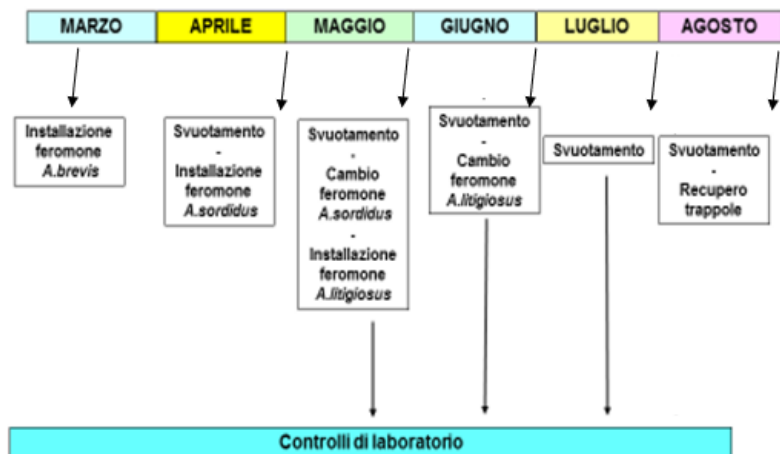 MARZO APRILE MAGGIO GIUGNO LUGLIO AGOSTO
Installazione
feromone
A.brevis
Svuotamento
-
Installazione
feromone
A.sordidus
Svuotamento
-
Cambio
feromone
A.sordidus
-
Installazione
feromone
A.litigiosus
Svuotamento
-
Cambio
feromone
A.litigiosus
Svuotamento
Svuotamento
-
Recupero
trappole
Controlli di laboratorio